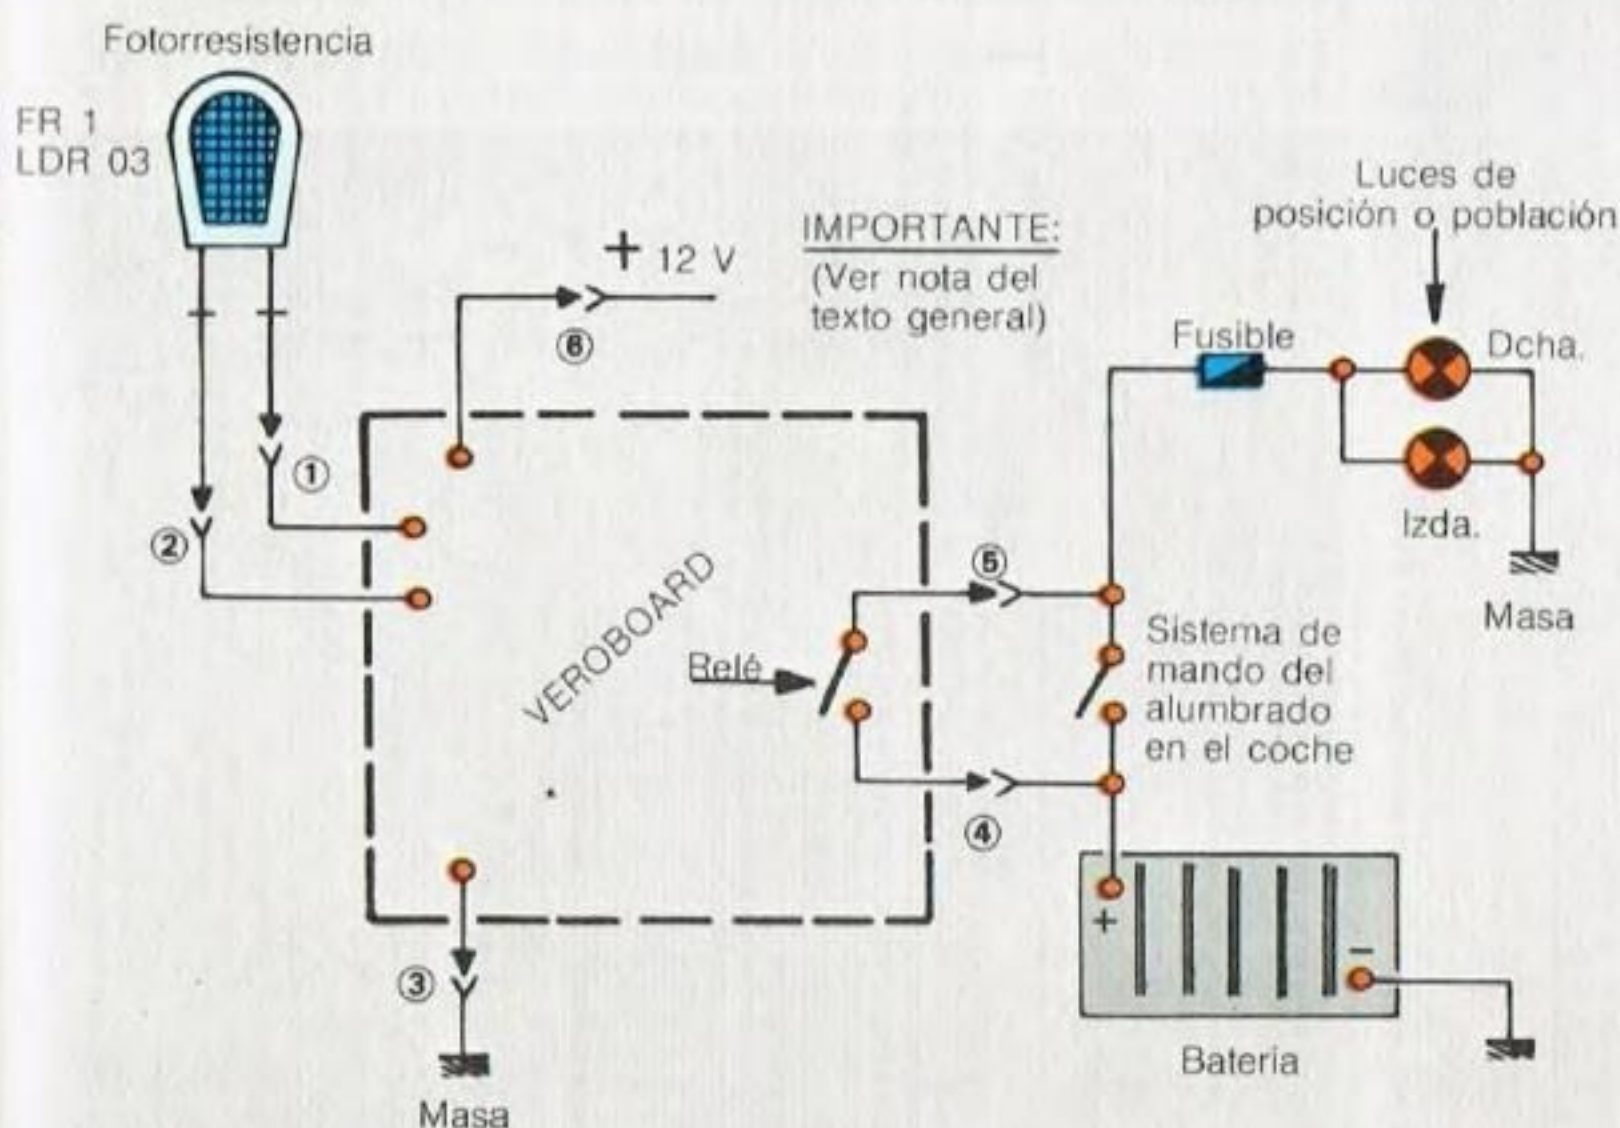 Fotorresistencia
FR 1
LDR 03
+ 12 V
IMPORTANTE:
(Ver nota del
texto general)
Luces de
posición o población
Fusible
Dcha.
Izda.
Masa
①
②
⑥
VEROBOARD
Relé
⑤
④
Sistema de
mando del
alumbrado
en el coche
+
−
Batería
③
Masa